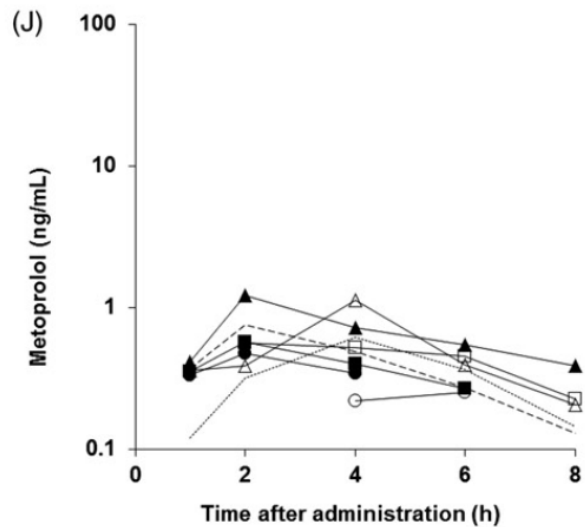 (J)
100
10
1
0.1
Metoprolol (ng/mL)
0 2 4 6 8
Time after administration (h)